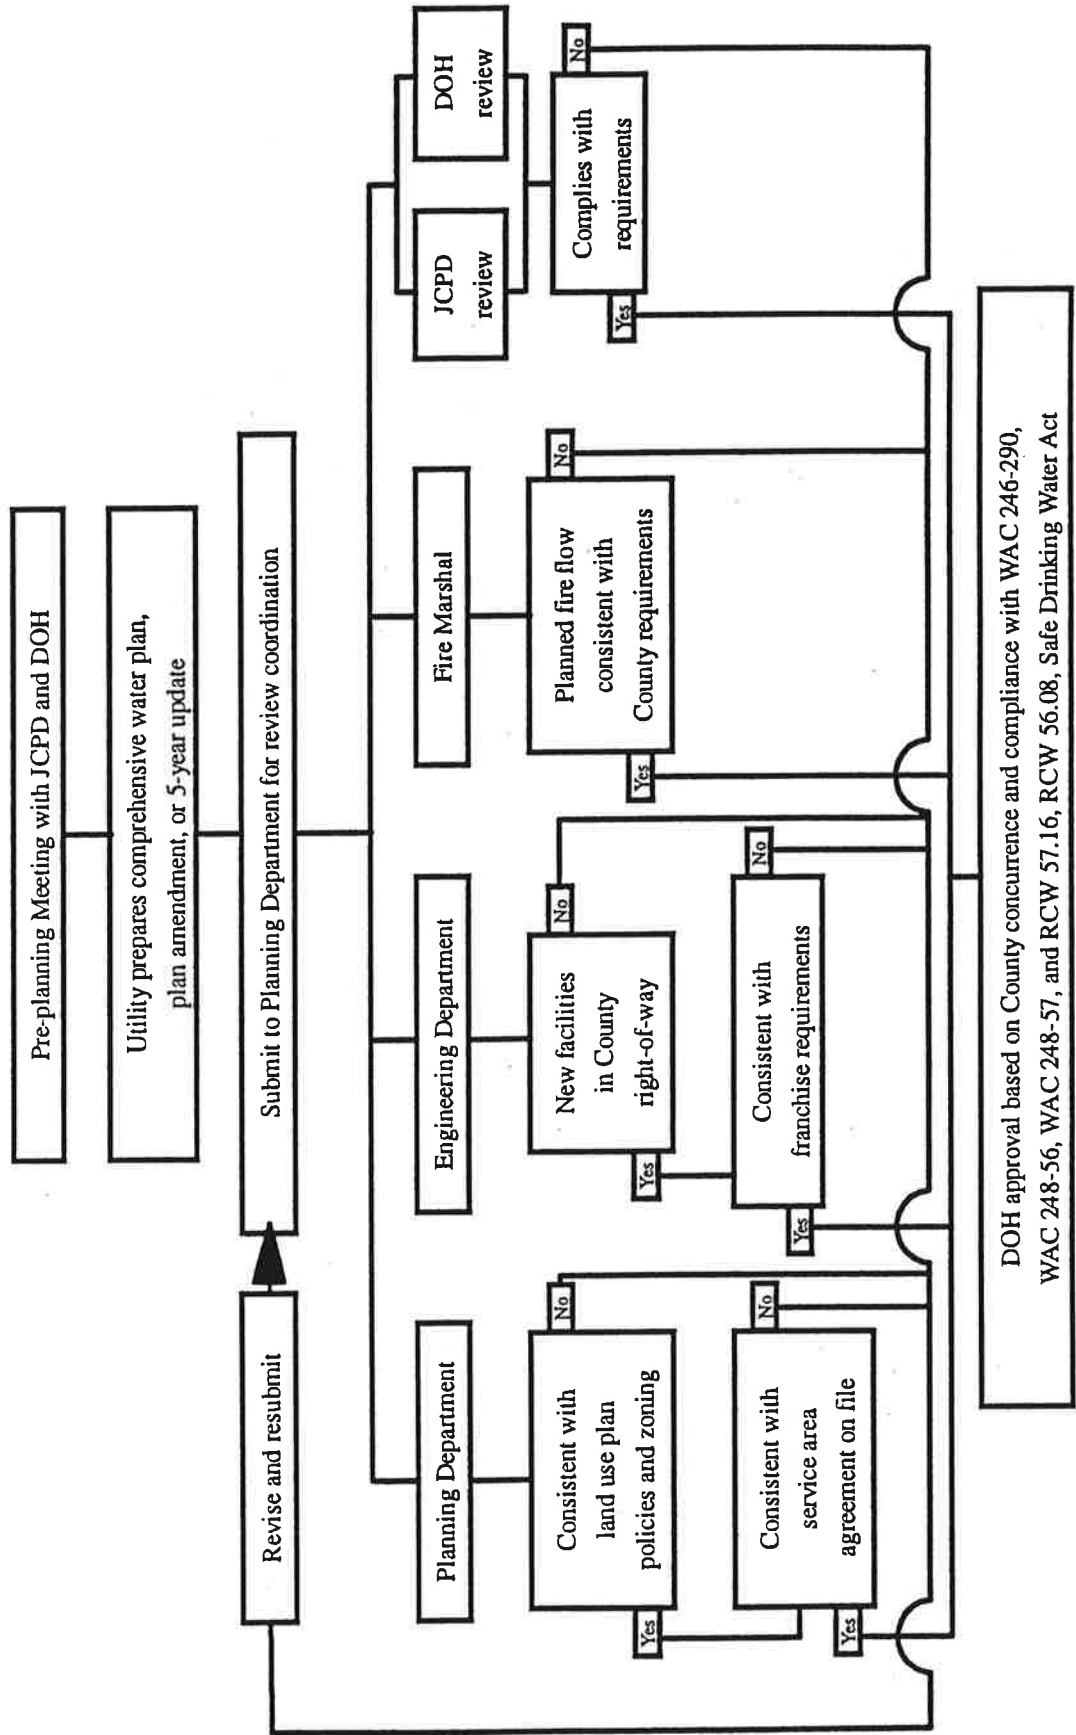 Pre-planning Meeting with JCPD and DOH
Utility prepares comprehensive water plan,
plan amendment, or 5-year update
Revise and resubmit
Submit to Planning Department for review coordination
Planning Department
Engineering Department
Fire Marshal
JCPD
review
DOH
review
Consistent with
land use plan
policies and zoning
No
Yes
New facilities
in County
right-of-way
No
Yes
Planned fire flow
consistent with
County requirements
No
Yes
Complies with
requirements
No
Yes
Consistent with
service area
agreement on file
No
Yes
Consistent with
franchise requirements
No
Yes
DOH approval based on County concurrence and compliance with WAC 246-290,
WAC 248-56, WAC 248-57, and RCW 57.16, RCW 56.08, Safe Drinking Water Act